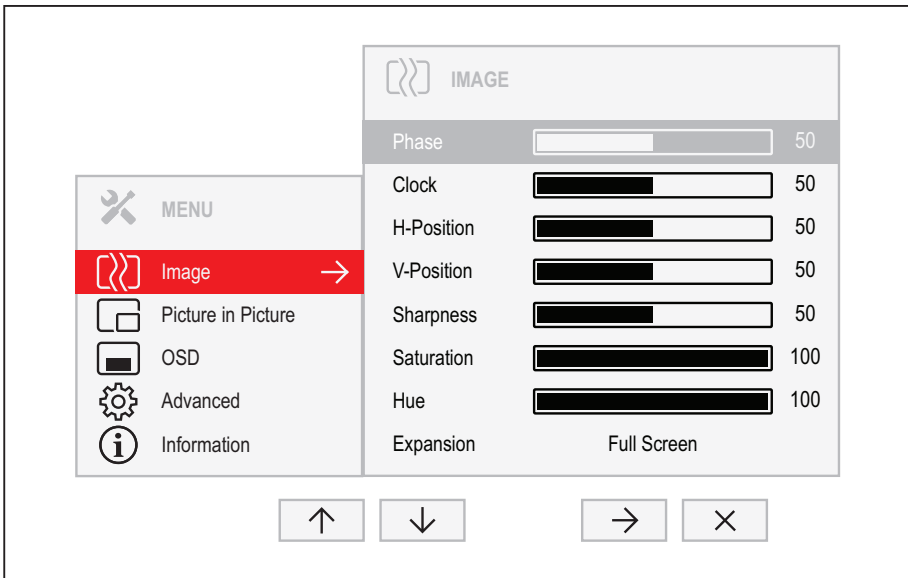 IMAGE
Phase 50
Clock 50
H-Position 50
V-Position 50
Sharpness 50
Saturation 100
Hue 100
Expansion Full Screen
MENU
Image
Picture in Picture
OSD
Advanced
Information